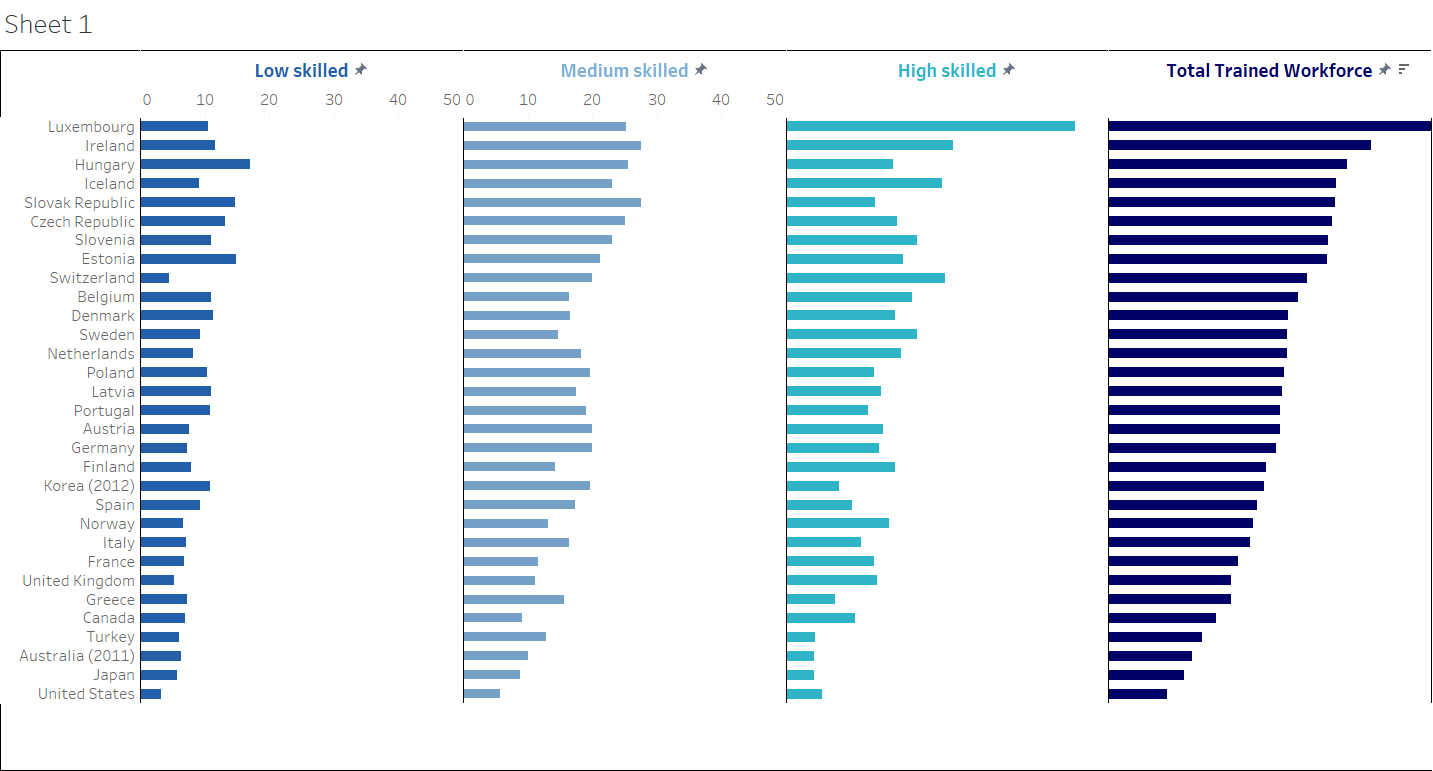 Sheet 1
Low skilled Medium skilled High skilled Total Trained Workforce
0 10 20 30 40 50 0 10 20 30 40 50
Luxembourg
Ireland
Hungary
Iceland
Slovak Republic
Czech Republic
Slovenia
Estonia
Switzerland
Belgium
Denmark
Sweden
Netherlands
Poland
Latvia
Portugal
Austria
Germany
Finland
Korea (2012)
Spain
Norway
Italy
France
United Kingdom
Greece
Canada
Turkey
Australia (2011)
Japan
United States